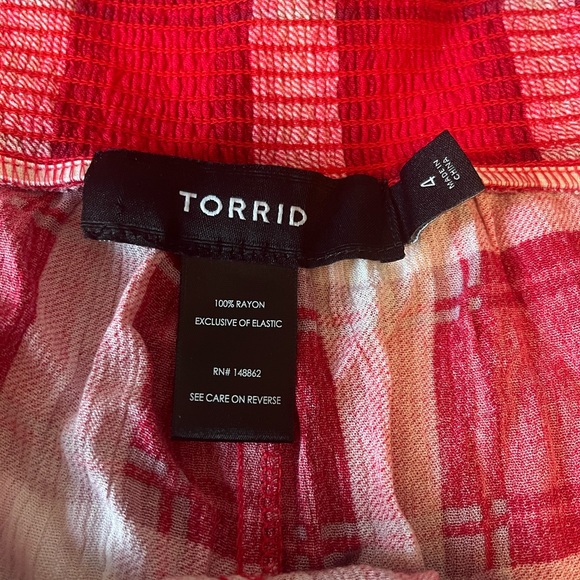 TORRID
4
MADE IN
CHINA
100% RAYON
EXCLUSIVE OF ELASTIC
RN# 148862
SEE CARE ON REVERSE